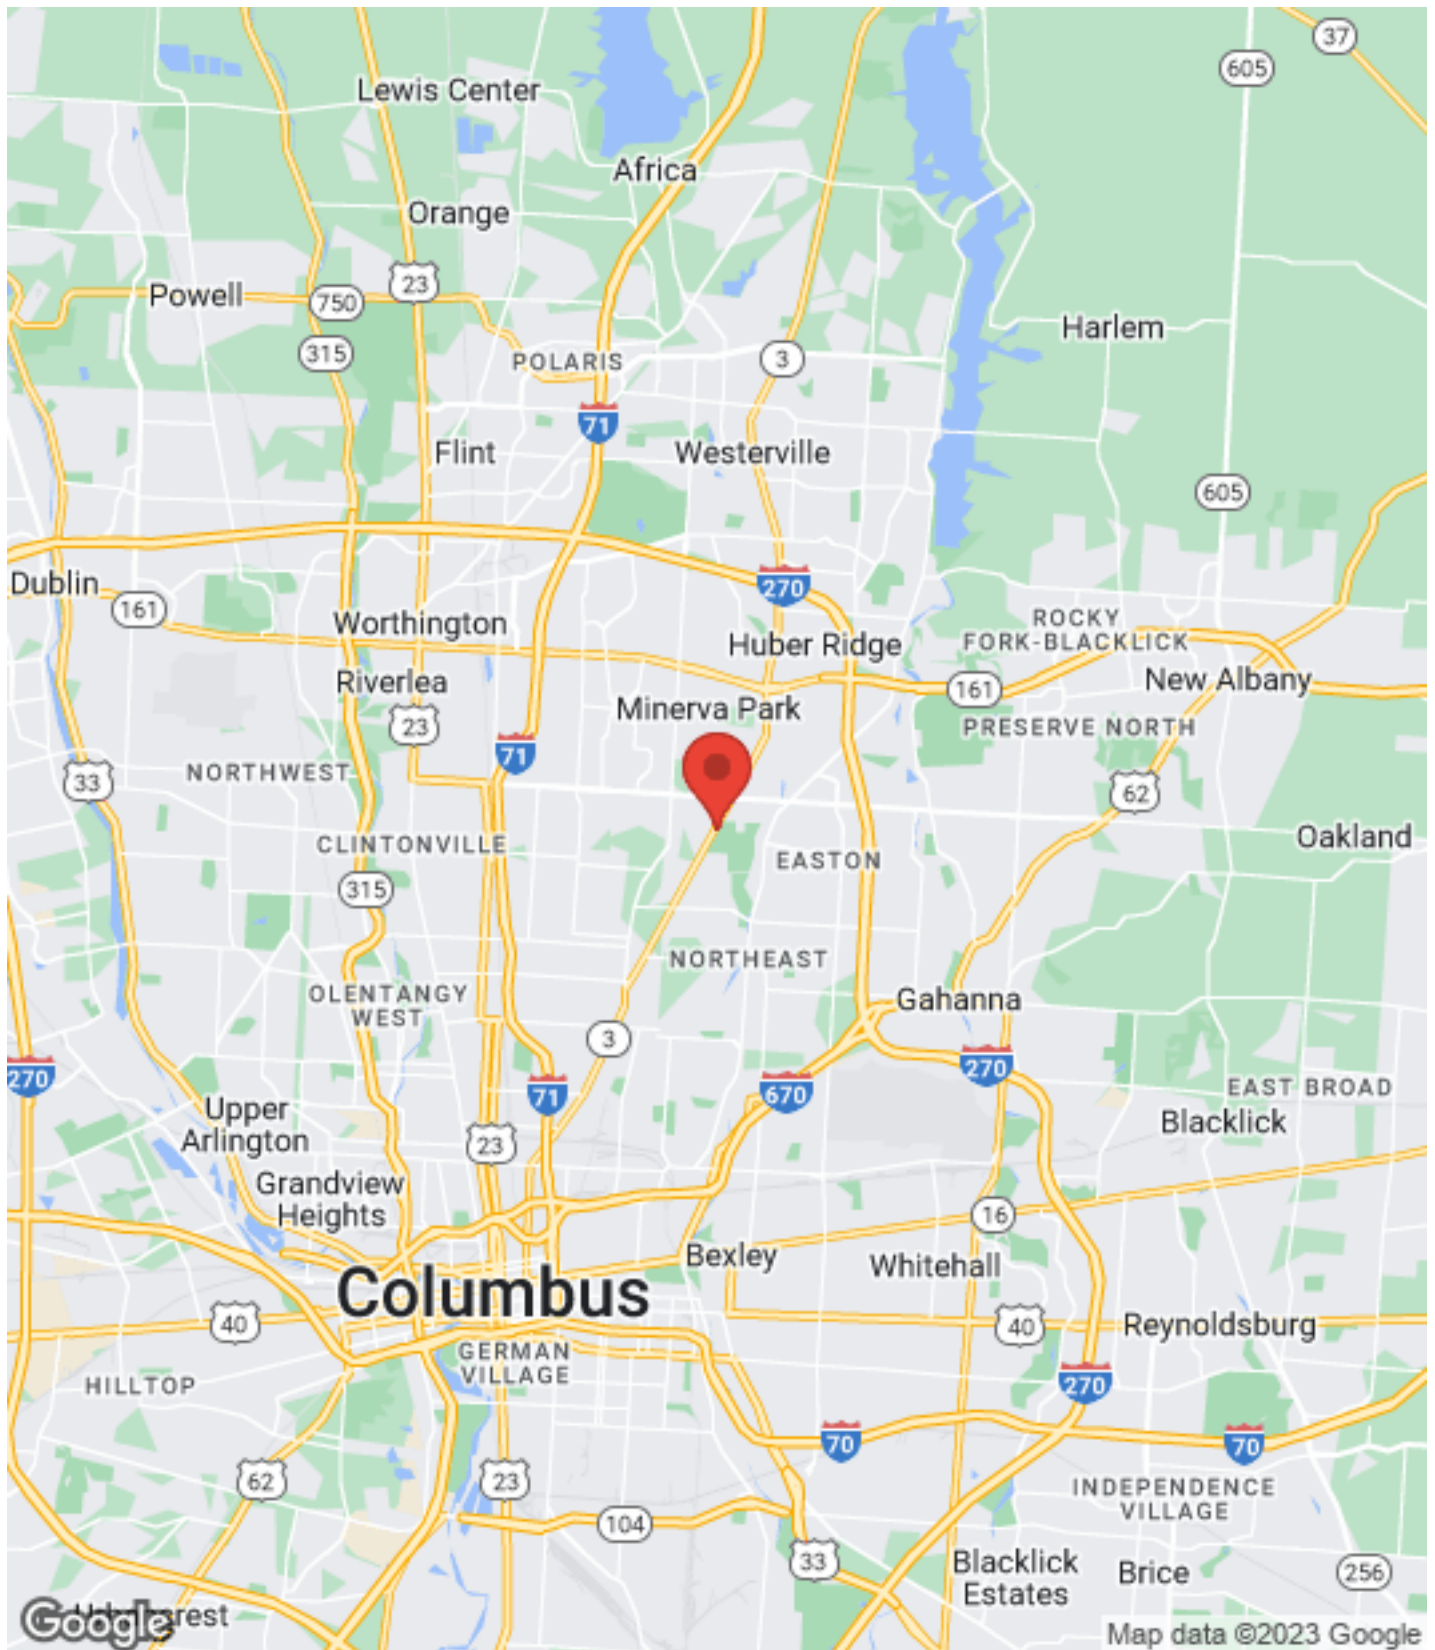 37
605
Lewis Center
Africa
Orange
23
Powell
750
Harlem
315
POLARIS
3
71
Flint
Westerville
605
Dublin
161
270
Worthington
ROCKY
FORK-BLACKLICK
Huber Ridge
Riverlea
161
New Albany
Minerva Park
23
PRESERVE NORTH
71
NORTHWEST
33
62
Oakland
CLINTONVILLE
EASTON
315
NORTHEAST
OLENTANGY
WEST
Gahanna
3
270
270
71
670
EAST BROAD
Upper
Arlington
Blacklick
23
Grandview
Heights
16
Bexley
Whitehall
Columbus
40
40
Reynoldsburg
GERMAN
VILLAGE
HILLTOP
270
70
70
62
23
INDEPENDENCE
VILLAGE
104
33
Blacklick
Estates
Brice
256
Google
Map data ©2023 Google